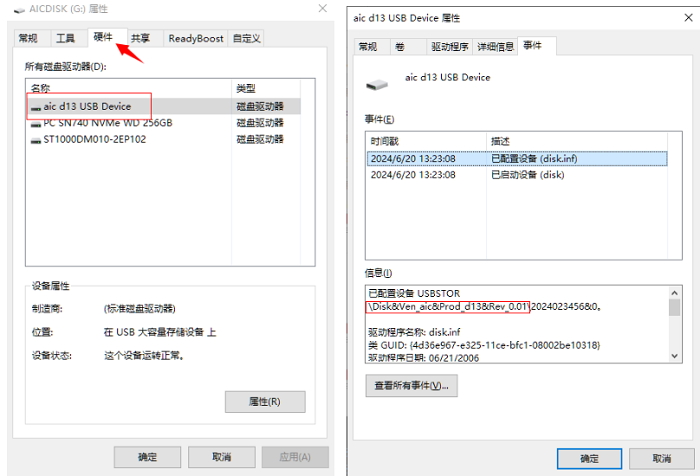 AICDISK (G:) 属性
常规
工具
硬件
共享
ReadyBoost
自定义
所有磁盘驱动器(D):
名称
类型
aic d13 USB Device
磁盘驱动器
PC SN740 NVMe WD 256GB
磁盘驱动器
ST1000DM010-2EP102
磁盘驱动器
设备属性
制造商:
(标准磁盘驱动器)
位置:
在 USB 大容量存储设备 上
设备状态:
这个设备运转正常。
属性(R)
确定
取消
应用(A)
aic d13 USB Device 属性
常规
卷
驱动程序
详细信息
事件
aic d13 USB Device
事件(E)
时间戳
描述
2024/6/20 13:23:08
已配置设备 (disk.inf)
2024/6/20 13:23:08
已启动设备 (disk)
信息(I)
已配置设备 USBSTOR
\Disk&Ven_aic&Prod_d13&Rev_0.01\2024023456&0。
驱动程序名称: disk.inf
类 GUID: {4d36e967-e325-11ce-bfc1-08002be10318}
驱动程序日期: 06/21/2006
查看所有事件(V)...
确定
取消